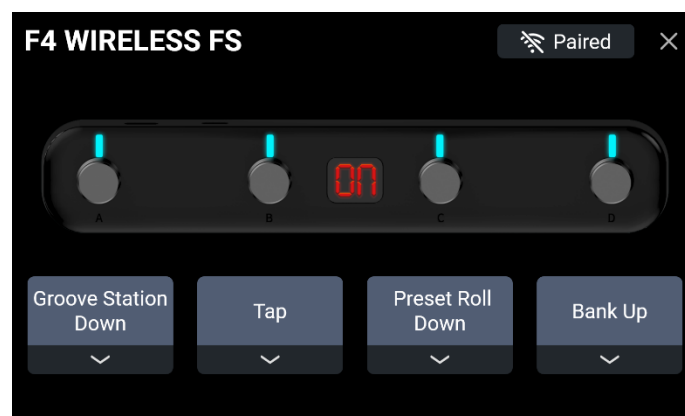 F4 WIRELESS FS
Paired
A
B
ON
C
D
Groove Station
Down
Tap
Preset Roll
Down
Bank Up